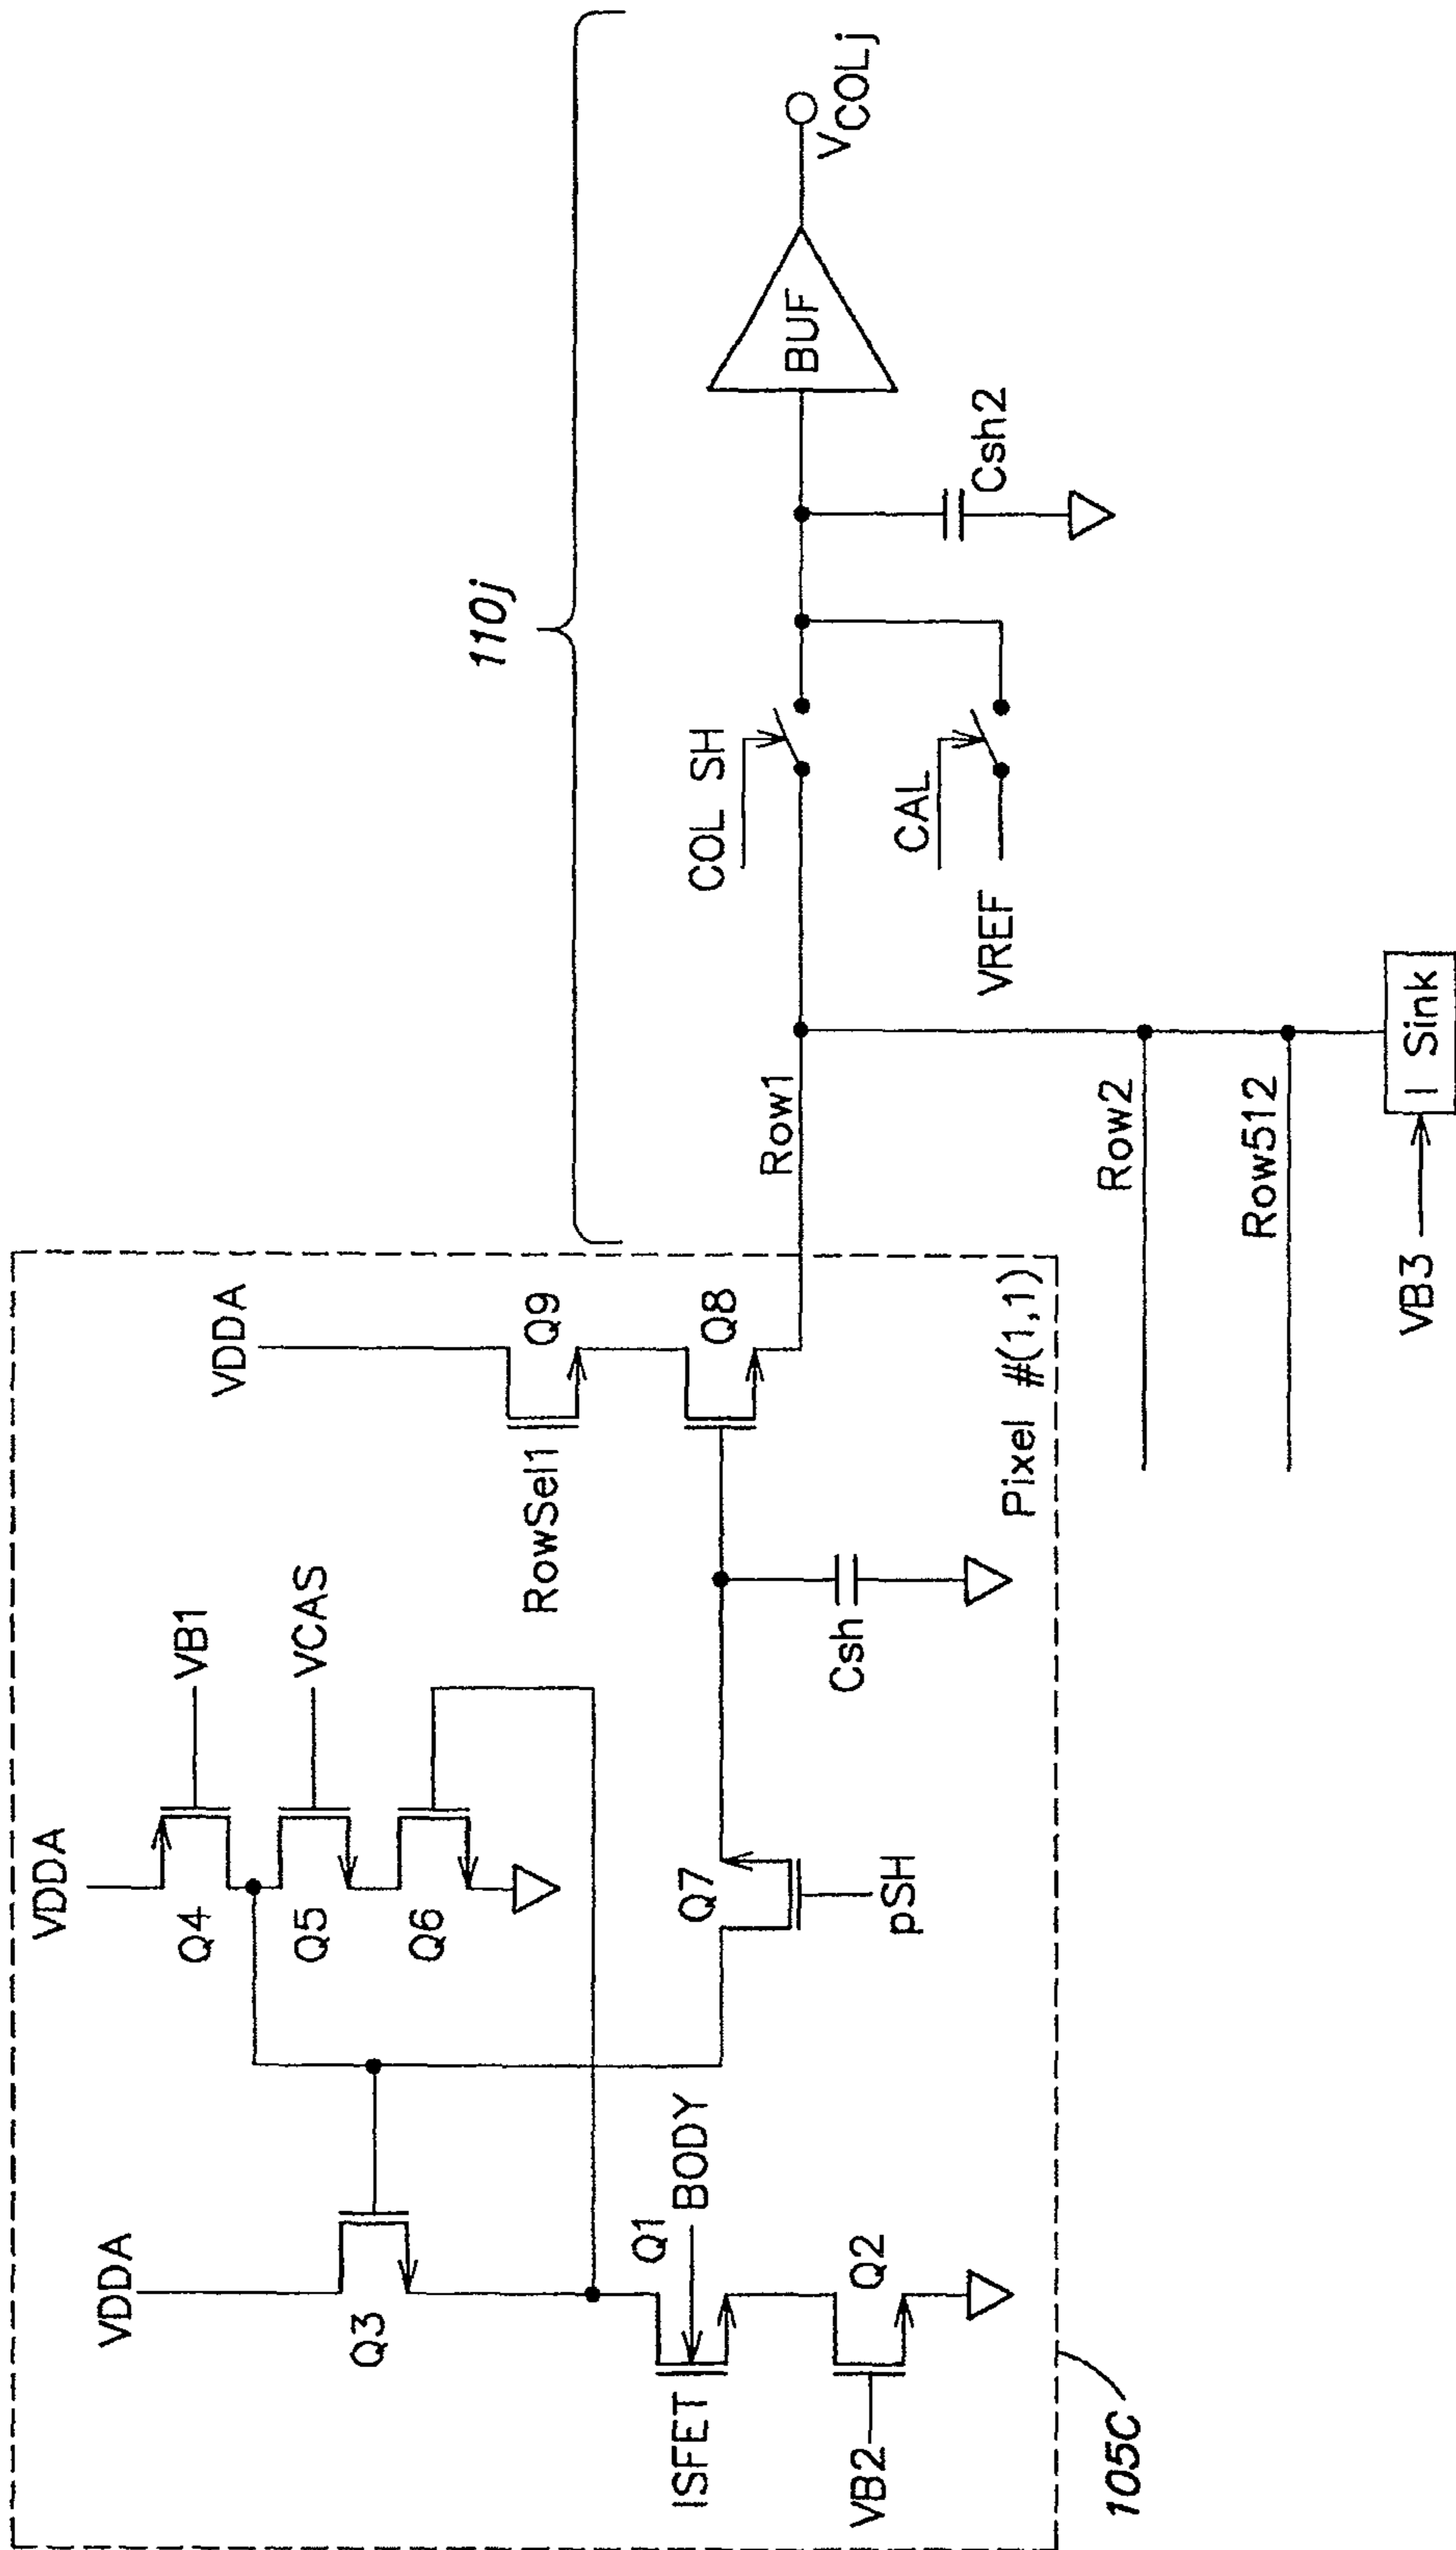 110j
VDDA
VB1
VCAS
Q4
Q5
Q6
VDDA
Q3
Q1
BODY
ISFET
Q2
VB2
Q7
pSH
Csh
VDDA
Q9
RowSel1
Q8
Pixel #(1,1)
105C
Row1
Row2
Row512
VB3
I Sink
COL SH
CAL
VREF
Csh2
BUF
VCOLj